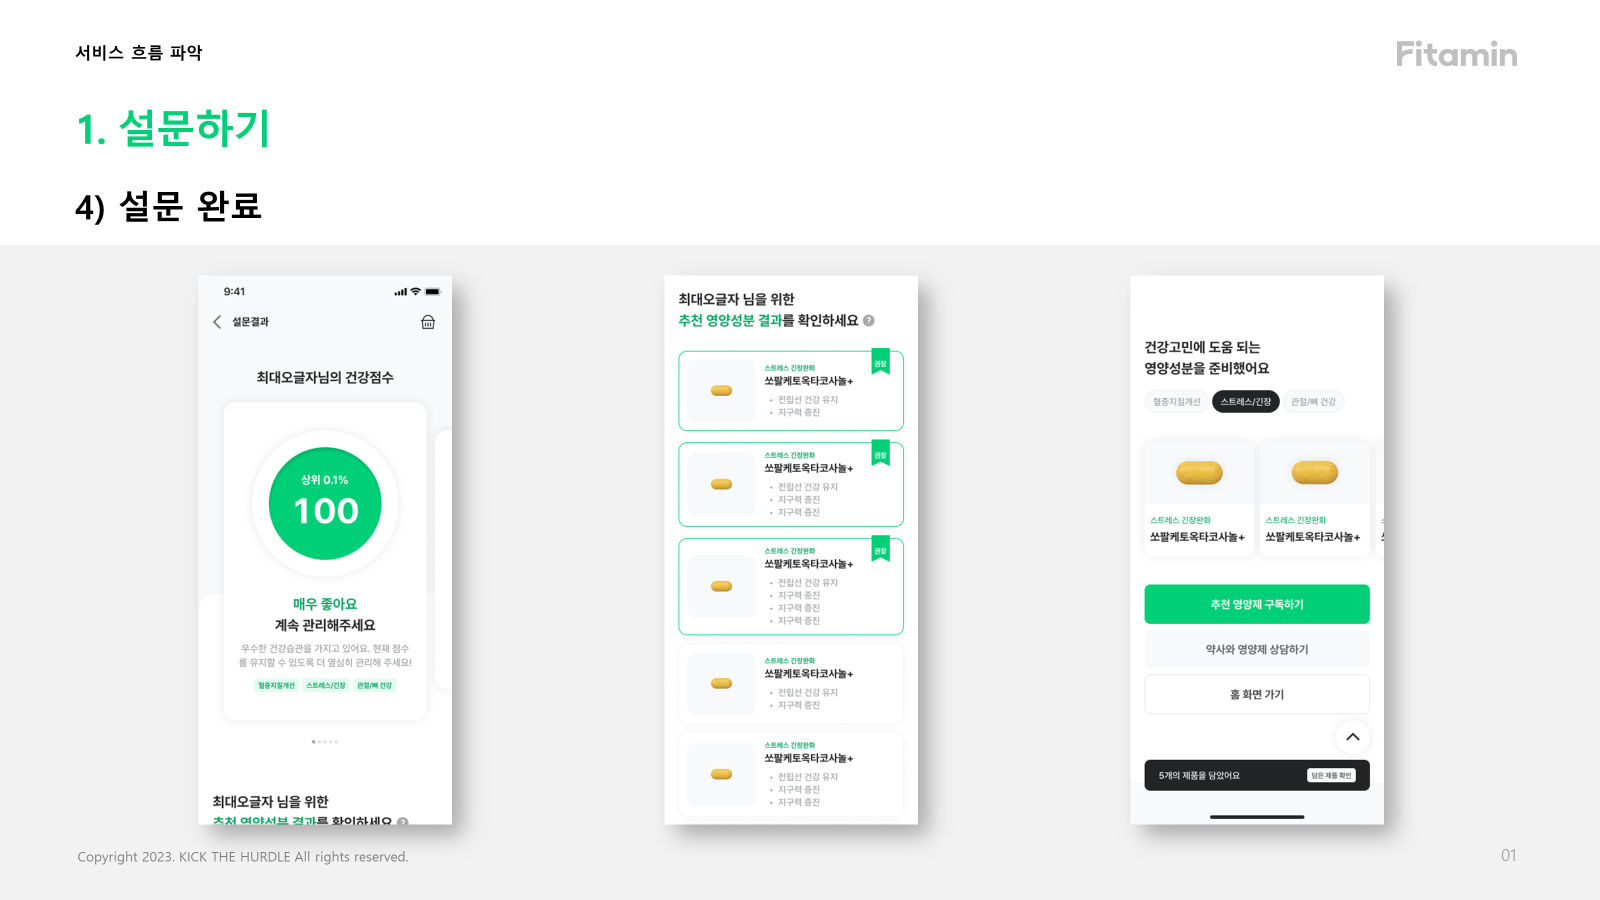 서비스 흐름 파악
Fitamin
1. 설문하기
4) 설문 완료
9:41
설문결과
최대오글자님의 건강점수
상위 0.1%
100
매우 좋아요
계속 관리해주세요
우수한 건강습관을 가지고 있어요. 현재 점수
를 유지할 수 있도록 더 열심히 관리해 주세요!
혈중지질개선 스트레스/긴장 관절/뼈 건강
최대오글자 님을 위한
추천 영양성분 결과를 확인하세요 ?
최대오글자 님을 위한
추천 영양성분 결과를 확인하세요 ?
권장
스트레스 긴장완화
쏘팔케토옥타코사놀+
• 전립선 건강 유지
• 지구력 증진
권장
스트레스 긴장완화
쏘팔케토옥타코사놀+
• 전립선 건강 유지
• 지구력 증진
• 지구력 증진
권장
스트레스 긴장완화
쏘팔케토옥타코사놀+
• 전립선 건강 유지
• 지구력 증진
• 지구력 증진
• 지구력 증진
스트레스 긴장완화
쏘팔케토옥타코사놀+
• 전립선 건강 유지
• 지구력 증진
스트레스 긴장완화
쏘팔케토옥타코사놀+
• 전립선 건강 유지
• 지구력 증진
• 지구력 증진
건강고민에 도움 되는
영양성분을 준비했어요
혈중지질개선 스트레스/긴장 관절/뼈 건강
스트레스 긴장완화
쏘팔케토옥타코사놀+
스트레스 긴장완화
쏘팔케토옥타코사놀+
추천 영양제 구독하기
약사와 영양제 상담하기
홈 화면 가기
5개의 제품을 담았어요
담은 제품 확인
Copyright 2023. KICK THE HURDLE All rights reserved.
01